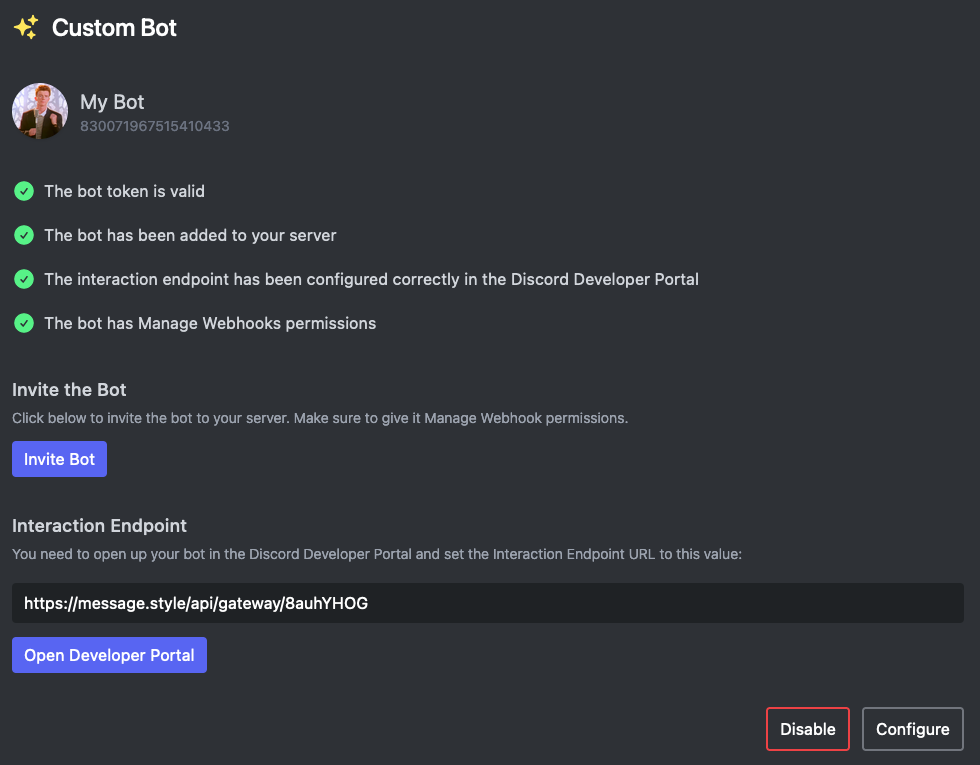 Custom Bot
My Bot
830071967515410433
The bot token is valid
The bot has been added to your server
The interaction endpoint has been configured correctly in the Discord Developer Portal
The bot has Manage Webhooks permissions
Invite the Bot
Click below to invite the bot to your server. Make sure to give it Manage Webhook permissions.
Invite Bot
Interaction Endpoint
You need to open up your bot in the Discord Developer Portal and set the Interaction Endpoint URL to this value:
https://message.style/api/gateway/8auhYHOG
Open Developer Portal
Disable
Configure